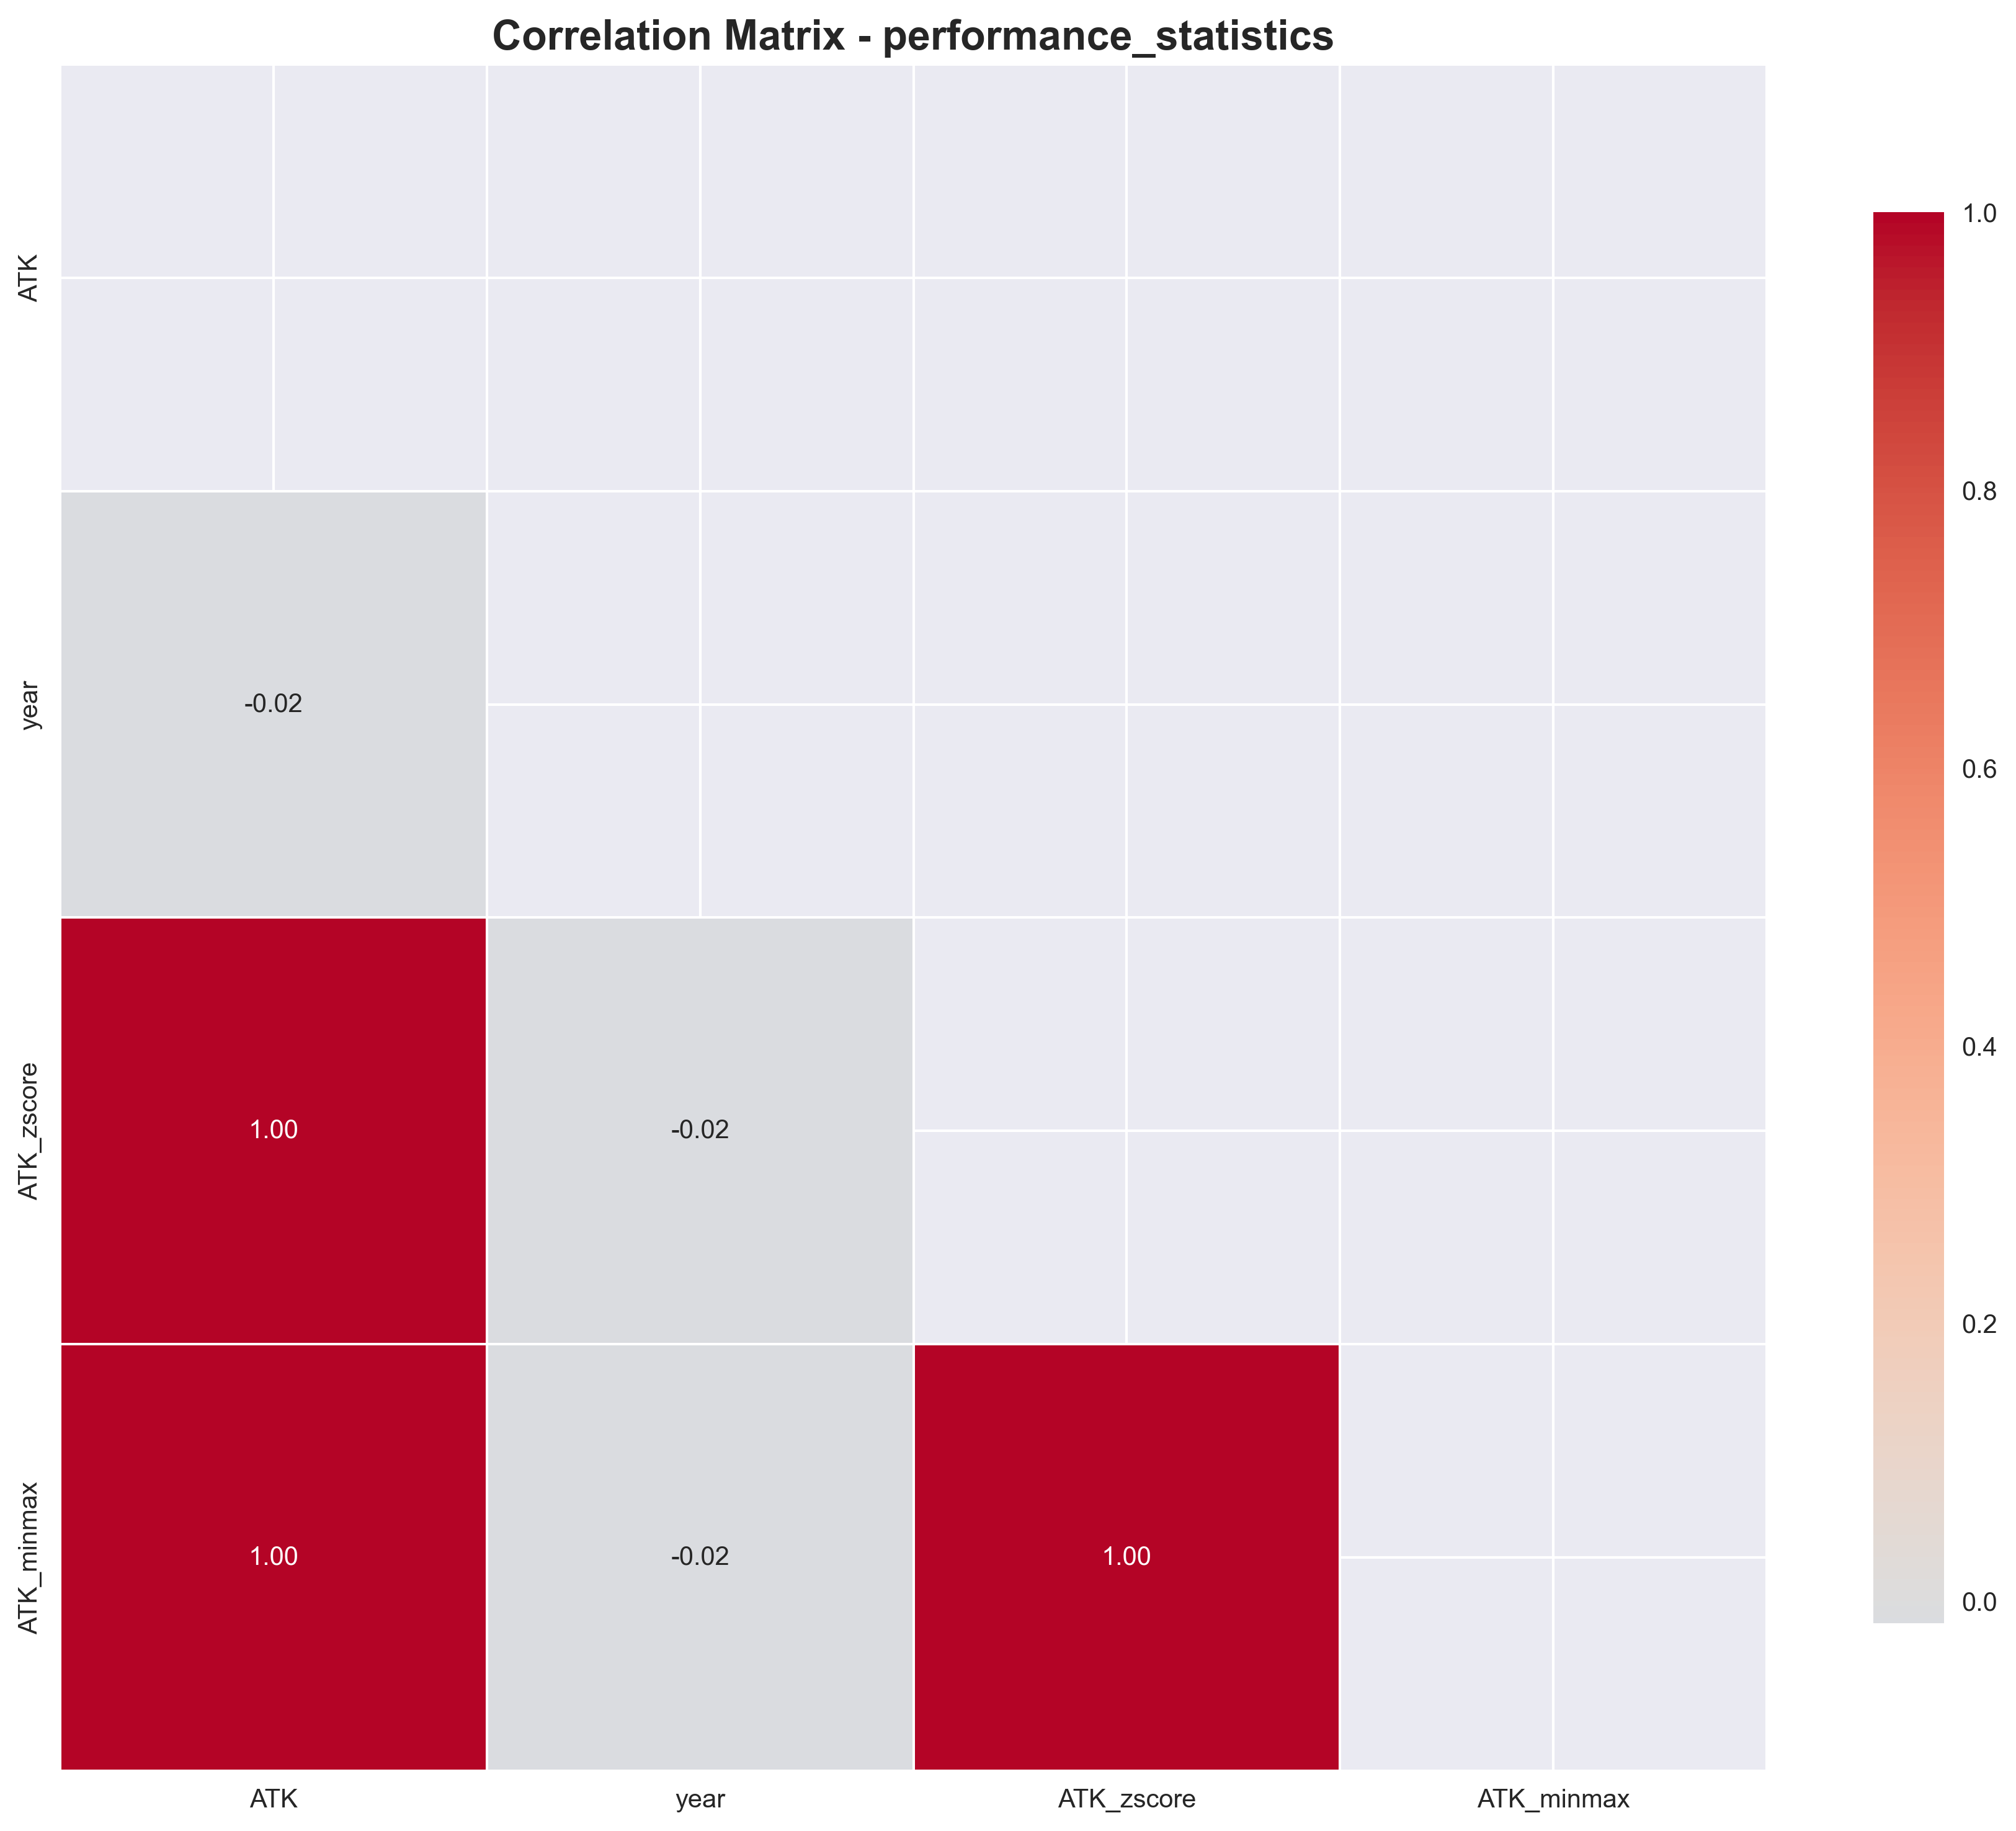 Correlation Matrix - performance_statistics
ATK
year
ATK_zscore
ATK_minmax
-0.02
1.00
-0.02
1.00
-0.02
1.00
ATK
year
ATK_zscore
ATK_minmax
1.0
0.8
0.6
0.4
0.2
0.0